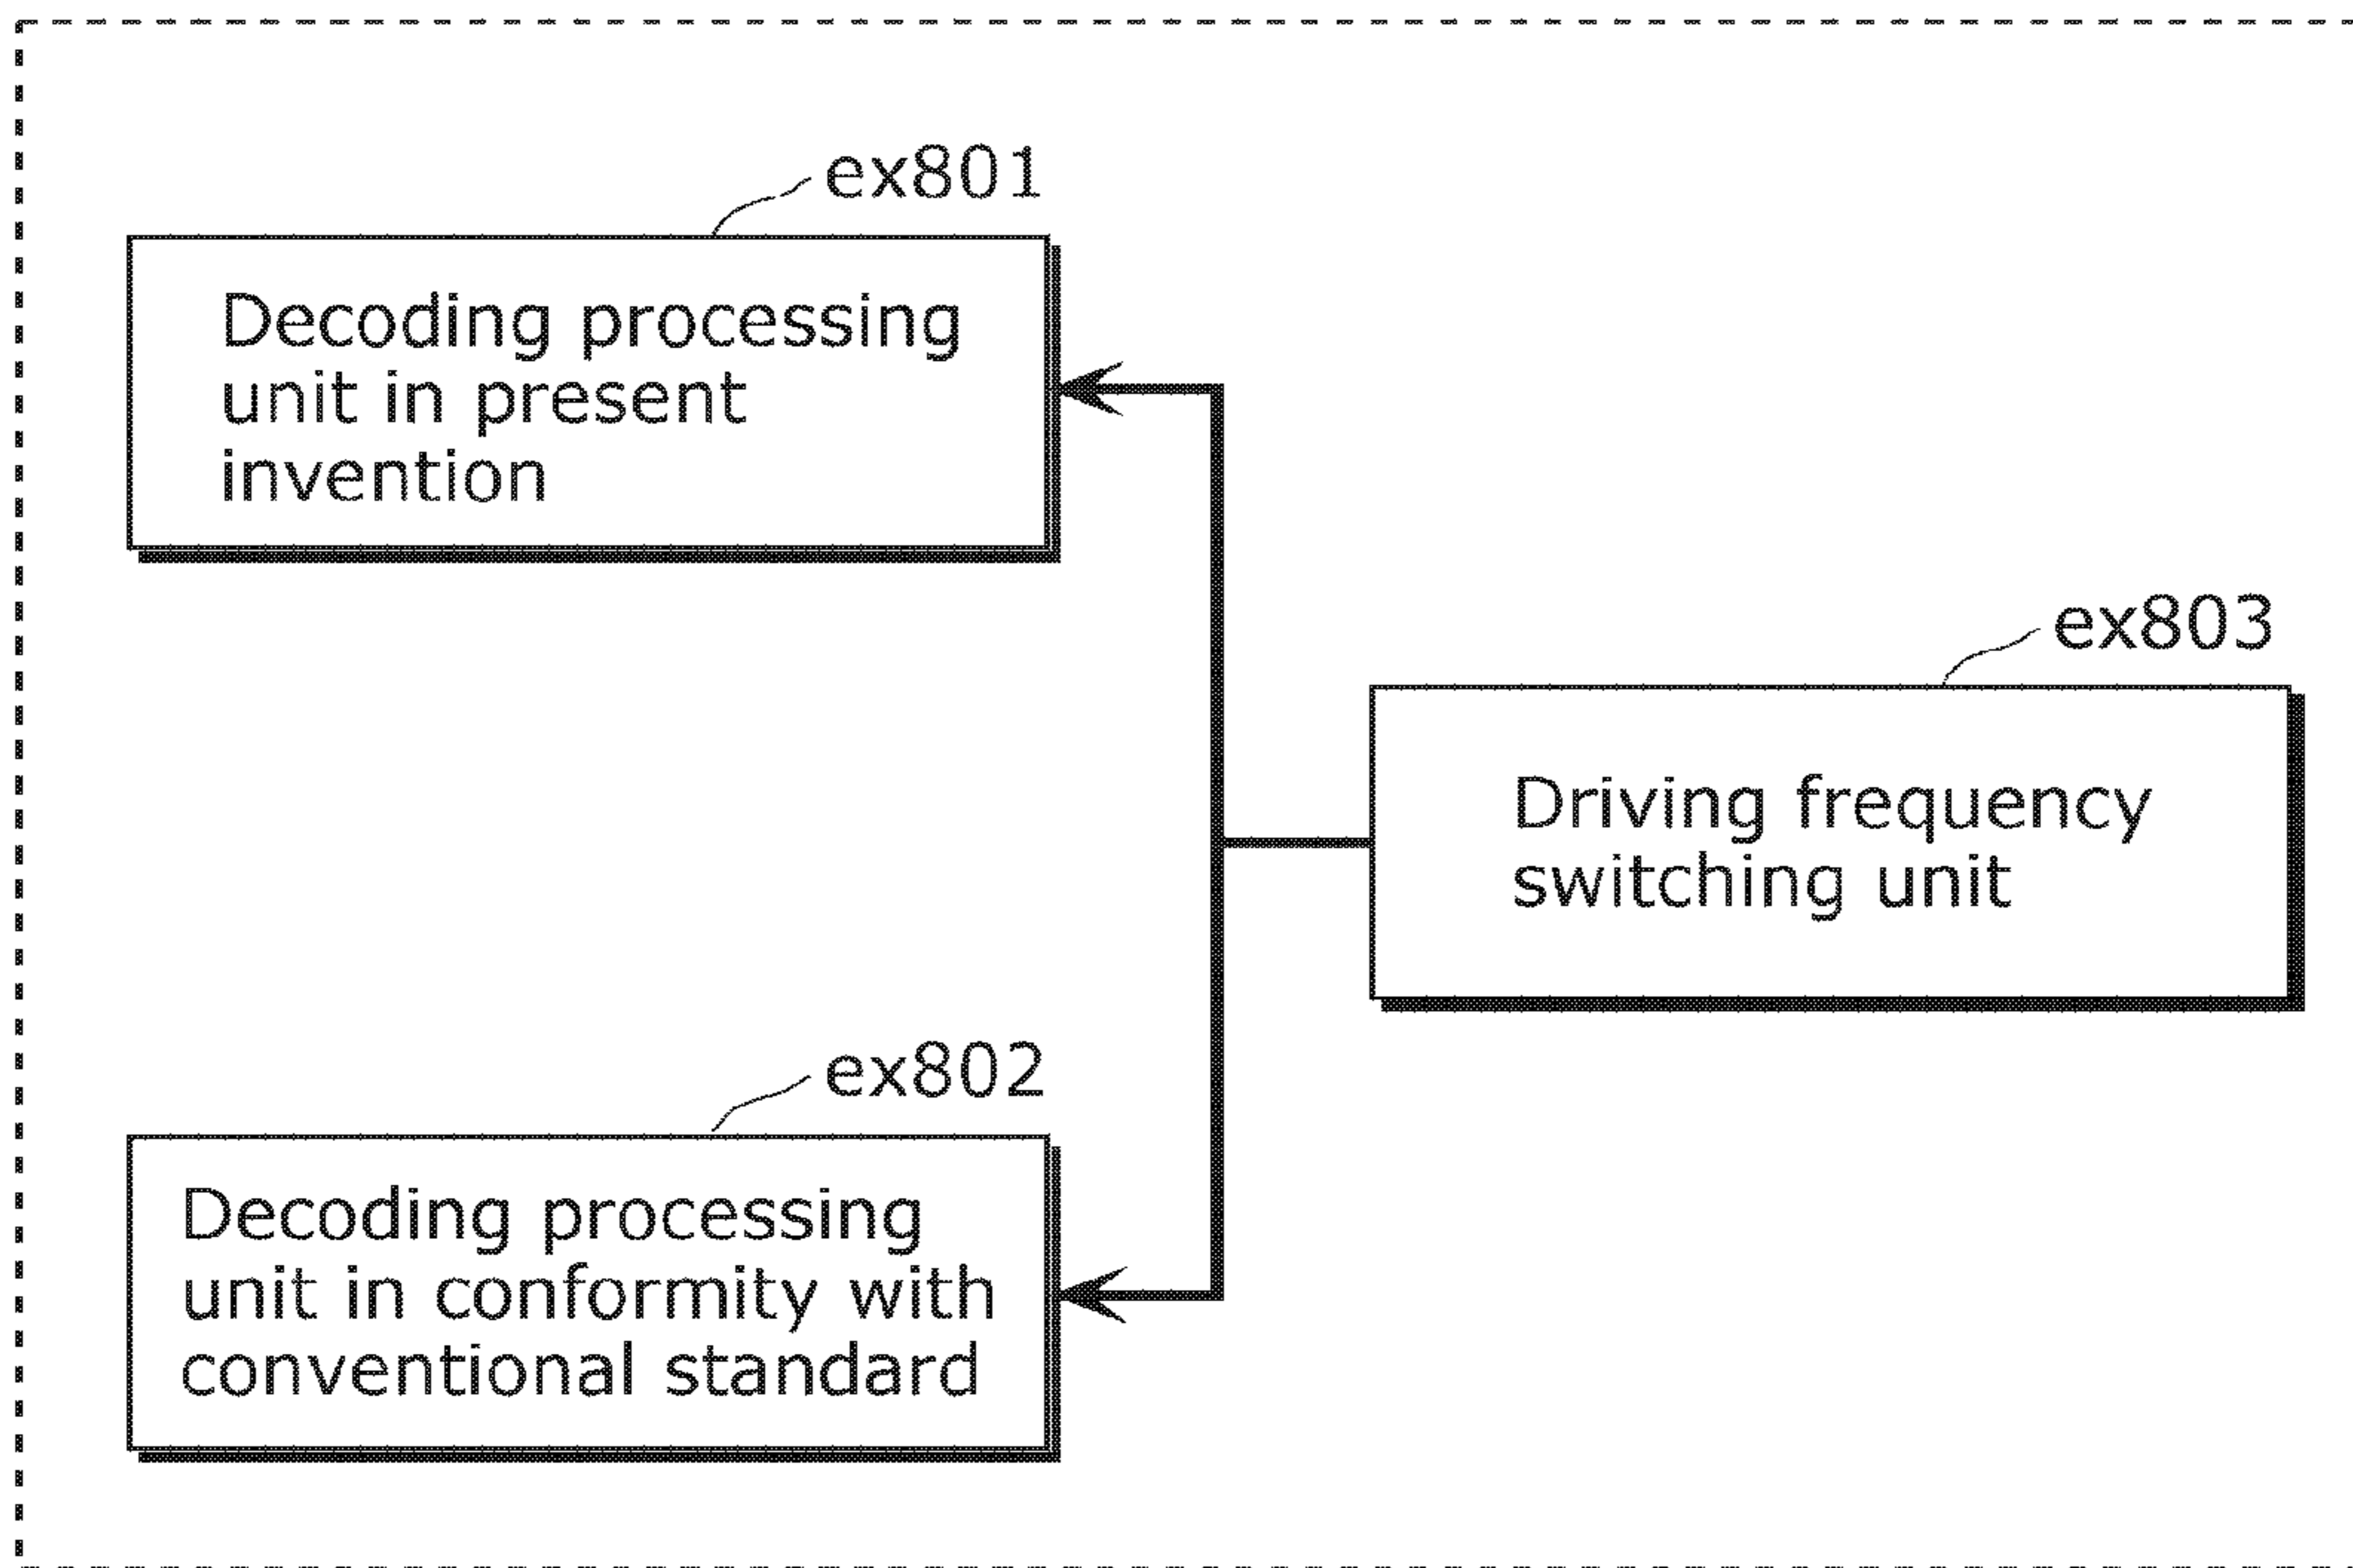 ex801
Decoding processing
unit in present
invention
ex803
Driving frequency
switching unit
ex802
Decoding processing
unit in conformity with
conventional standard